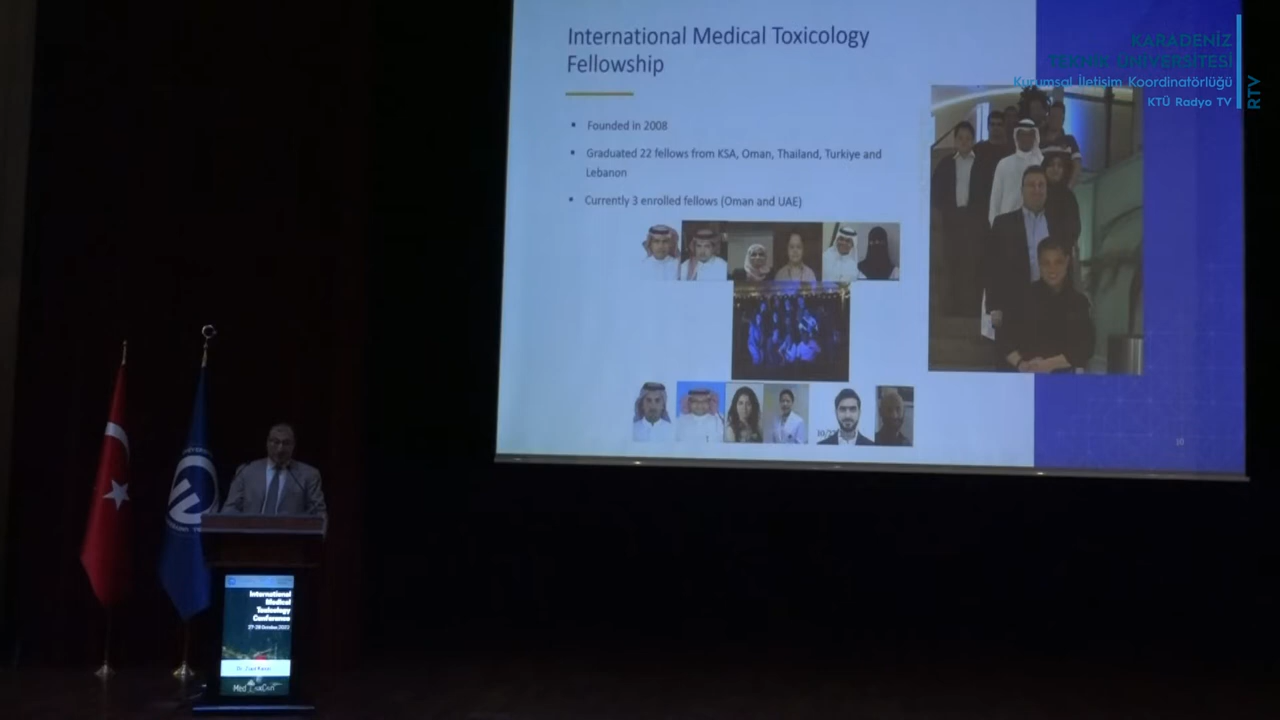 International Medical Toxicology
Fellowship
Founded in 2008
Graduated 22 fellows from KSA, Oman, Thailand, Turkiye and
Lebanon
Currently 3 enrolled fellows (Oman and UAE)
KARADENİZ
TEKNİK ÜNİVERSİTESİ
Kurumsal İletişim Koordinatörlüğü
KTÜ Radyo TV
RTV
International
Medical
Toxicology
Conference